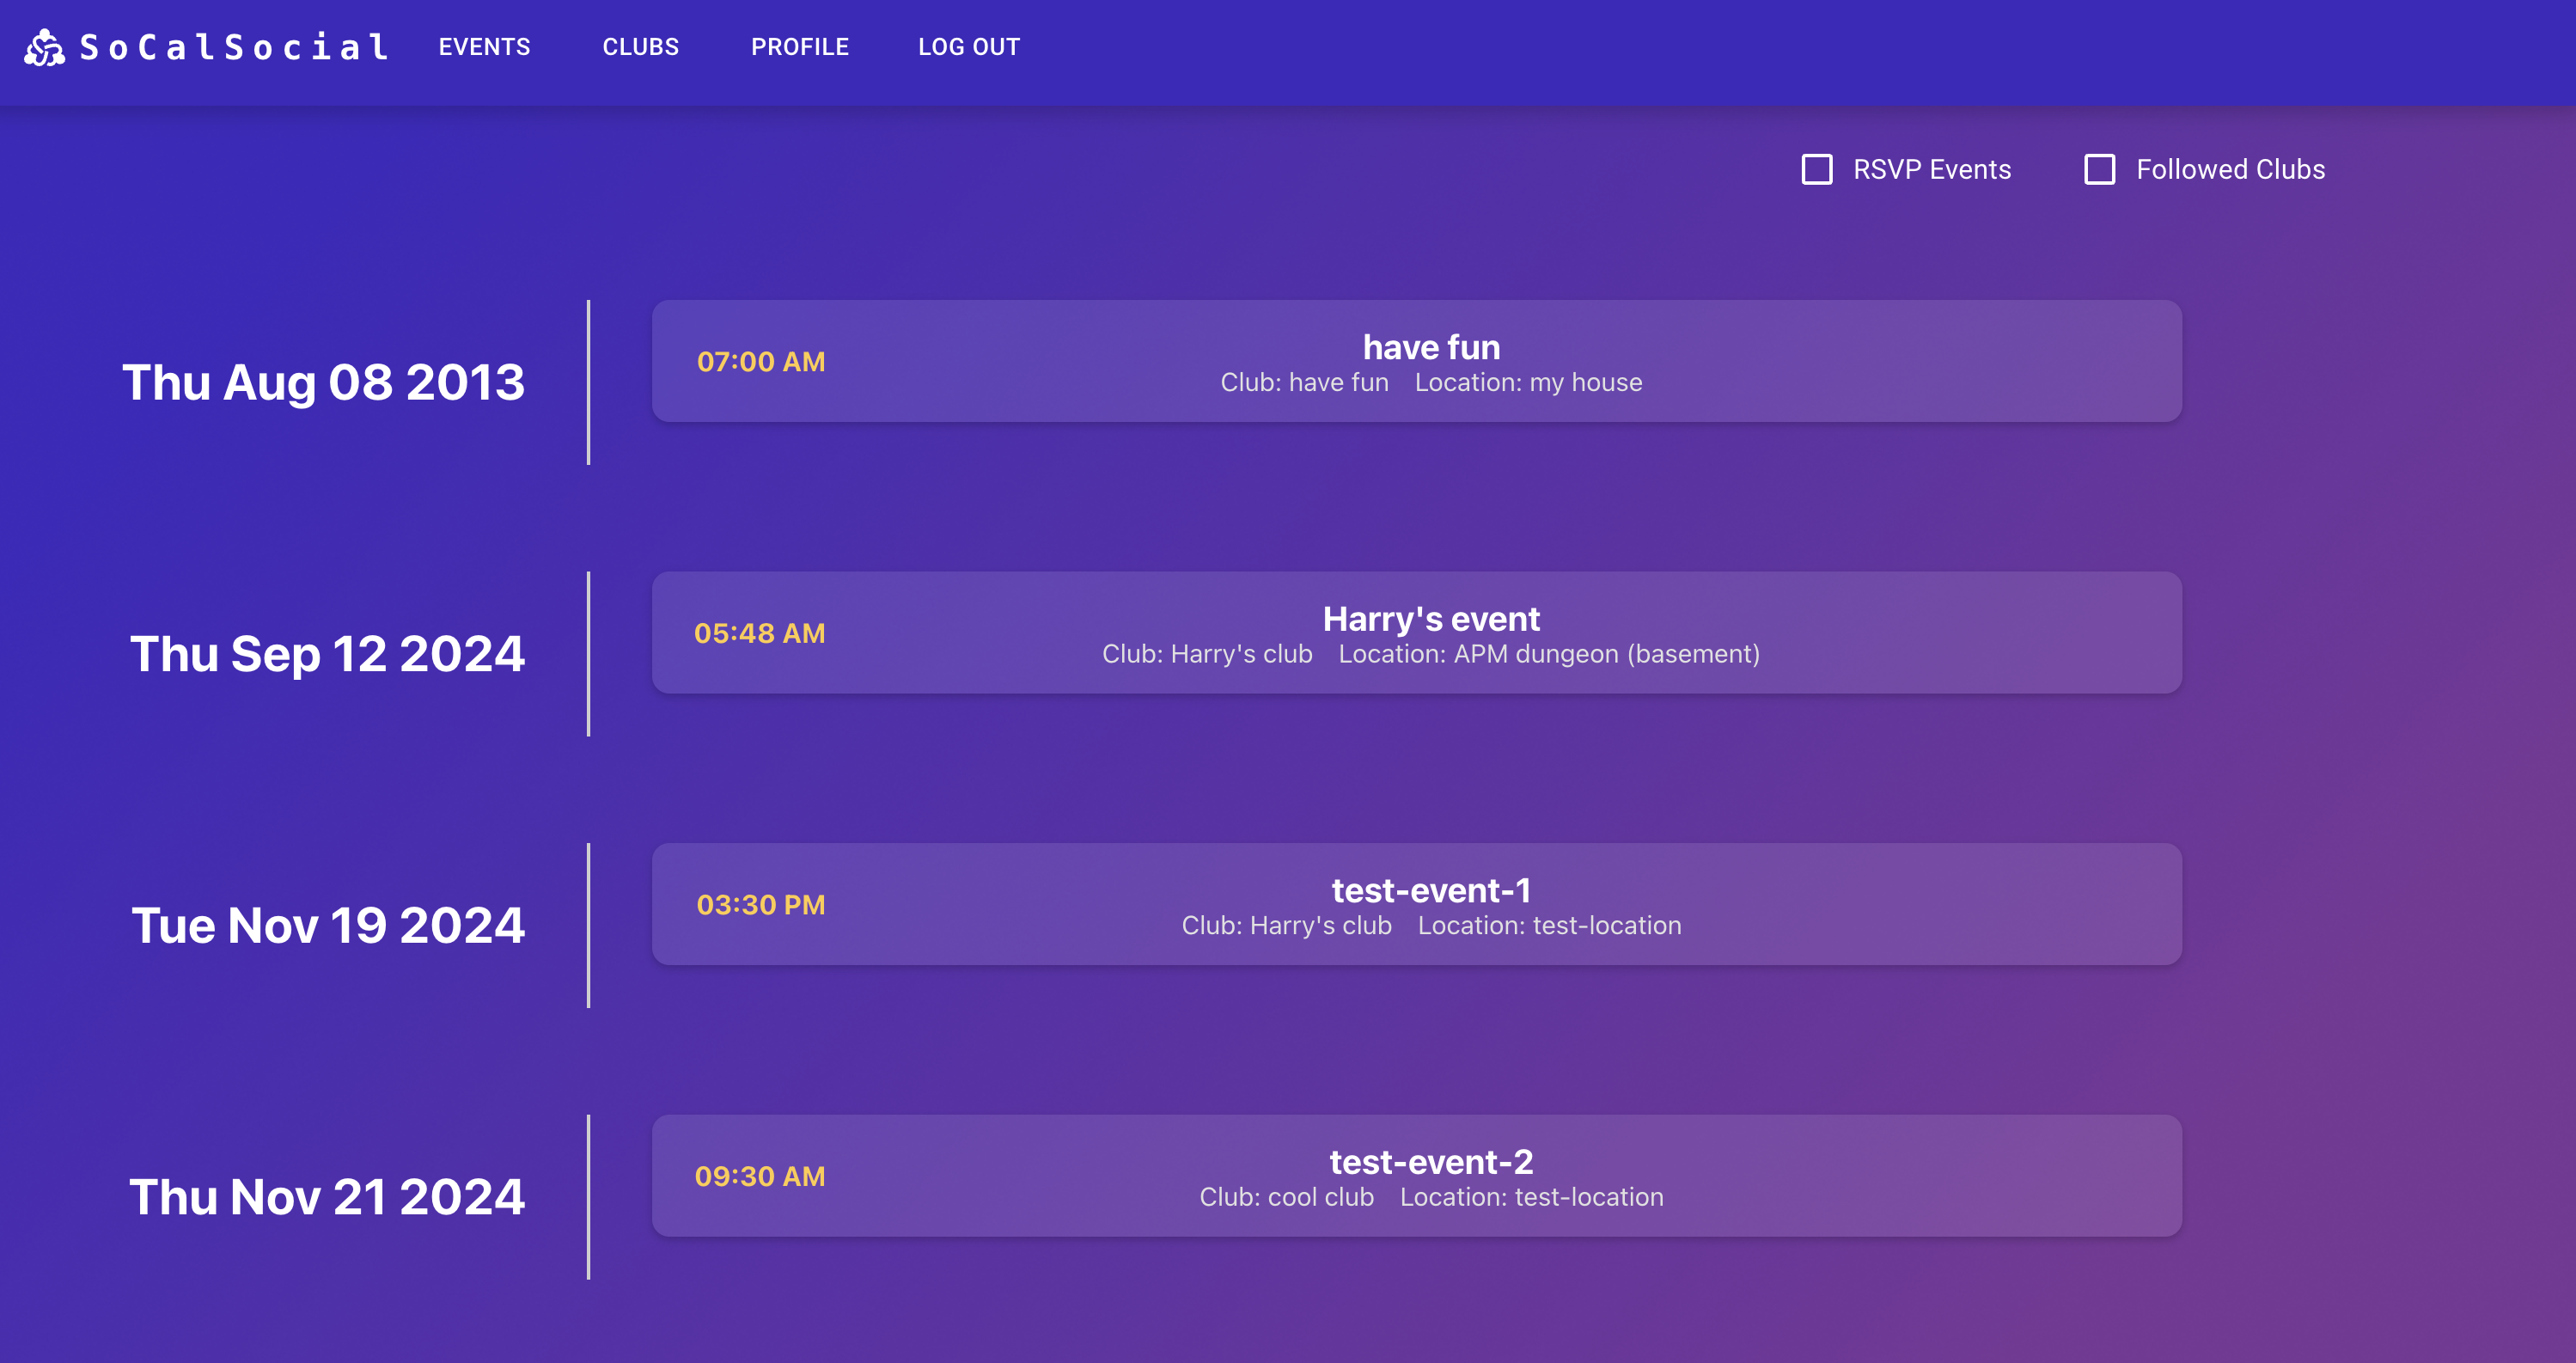 SoCalSocial EVENTS CLUBS PROFILE LOG OUT
RSVP Events Followed Clubs
Thu Aug 08 2013
07:00 AM
have fun
Club: have fun Location: my house
Thu Sep 12 2024
05:48 AM
Harry's event
Club: Harry's club Location: APM dungeon (basement)
Tue Nov 19 2024
03:30 PM
test-event-1
Club: Harry's club Location: test-location
Thu Nov 21 2024
09:30 AM
test-event-2
Club: cool club Location: test-location